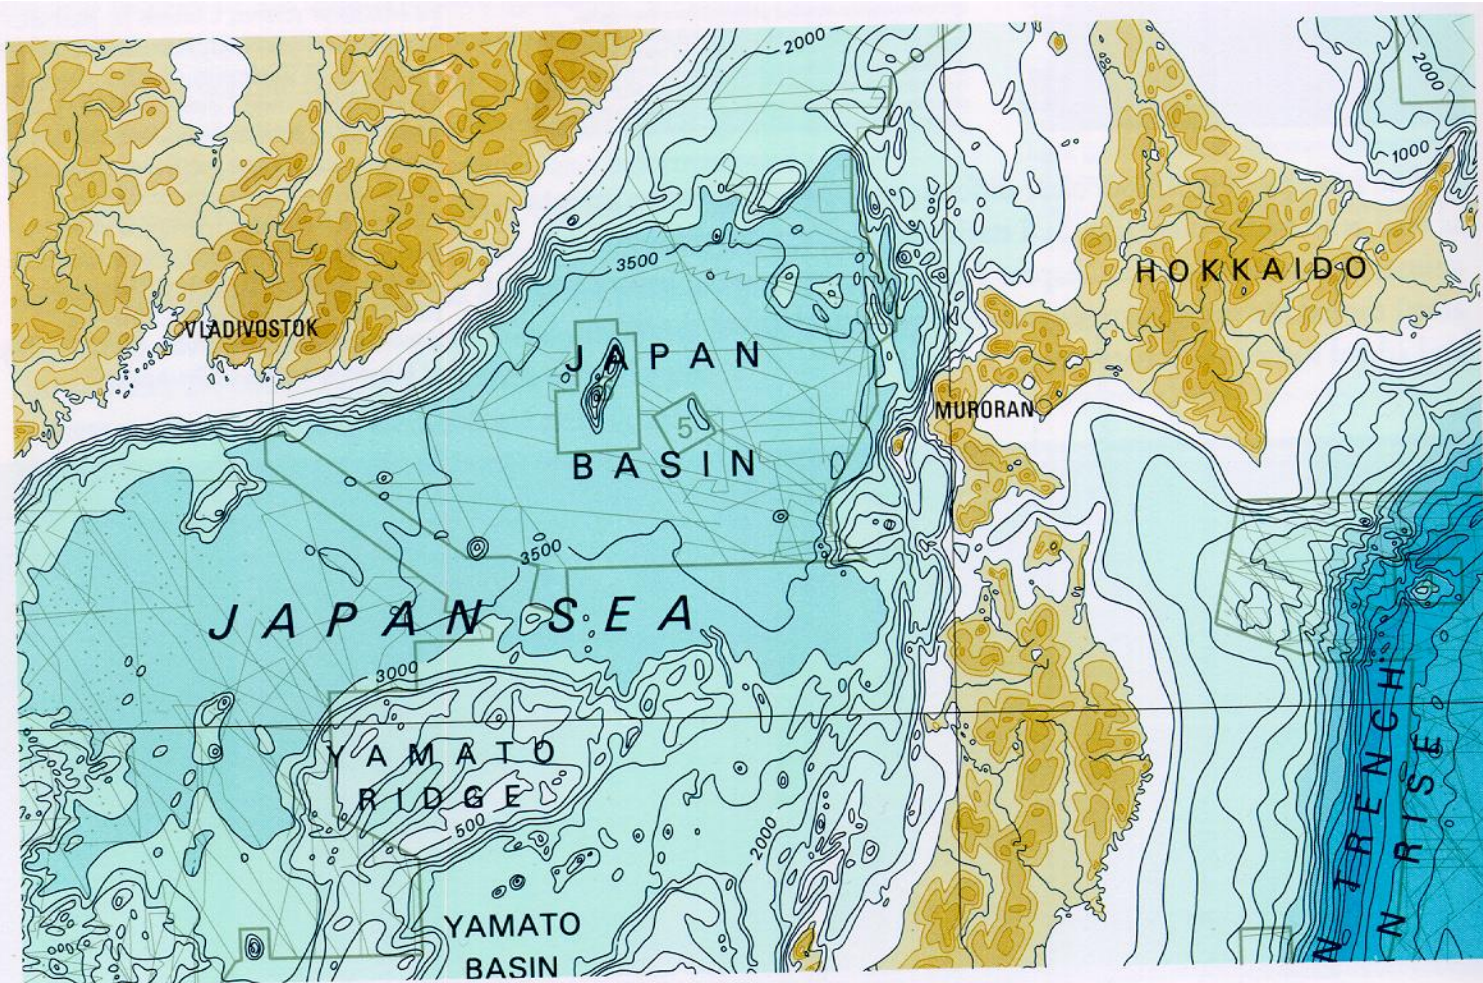 2000
2000
1000
3500
HOKKAIDO
VLADIVOSTOK
JAPAN
MURORAN
5
BASIN
3500
JAPAN SEA
3000
YAMATO
RIDGE
500
2000
TRENCH
RISE
YAMATO
BASIN
N
N